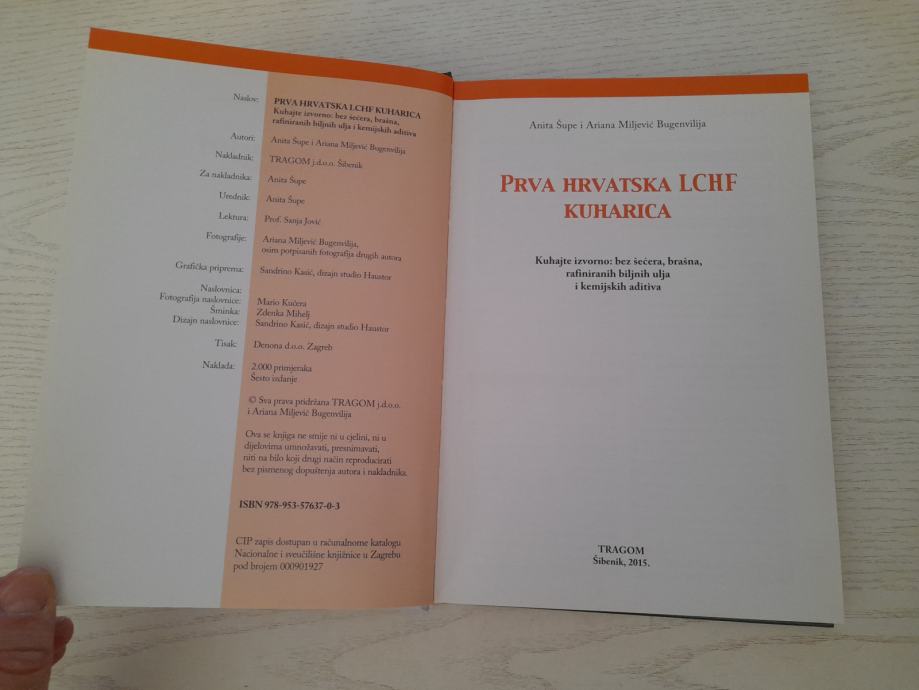 Naslov: PRVA HRVATSKA LCHF KUHARICA
Kuhajte izvorno: bez šećera, brašna,
rafiniranih biljnih ulja i kemijskih aditiva
Autori: Anita Šupe i Ariana Miljević Bugenvilija
Nakladnik: TRAGOM j.d.o.o. Šibenik
Za nakladnika: Anita Šupe
Urednik: Anita Šupe
Lektura: Prof. Sanja Jović
Fotografije: Ariana Miljević Bugenvilija,
osim potpisanih fotografija drugih autora
Grafička priprema: Sandrino Kasić, dizajn studio Haustor
Naslovnica:
Fotografija naslovnice: Mario Kučera
Šminka: Zdenka Mihelj
Dizajn naslovnice: Sandrino Kasić, dizajn studio Haustor
Tisak: Denona d.o.o. Zagreb
Naklada: 2.000 primjeraka
Šesto izdanje
© Sva prava pridržana TRAGOM j.d.o.o.
i Ariana Miljević Bugenvilija
Ova se knjiga ne smije ni u cjelini, ni u
dijelovima umnožavati, presnimavati,
niti na bilo koji drugi način reproducirati
bez pismenog dopuštenja autora i nakladnika.
ISBN 978-953-57637-0-3
CIP zapis dostupan u računalnome katalogu
Nacionalne i sveučilišne knjižnice u Zagrebu
pod brojem 000901927
Anita Šupe i Ariana Miljević Bugenvilija
PRVA HRVATSKA LCHF
KUHARICA
Kuhajte izvorno: bez šećera, brašna,
rafiniranih biljnih ulja
i kemijskih aditiva
TRAGOM
Šibenik, 2015.